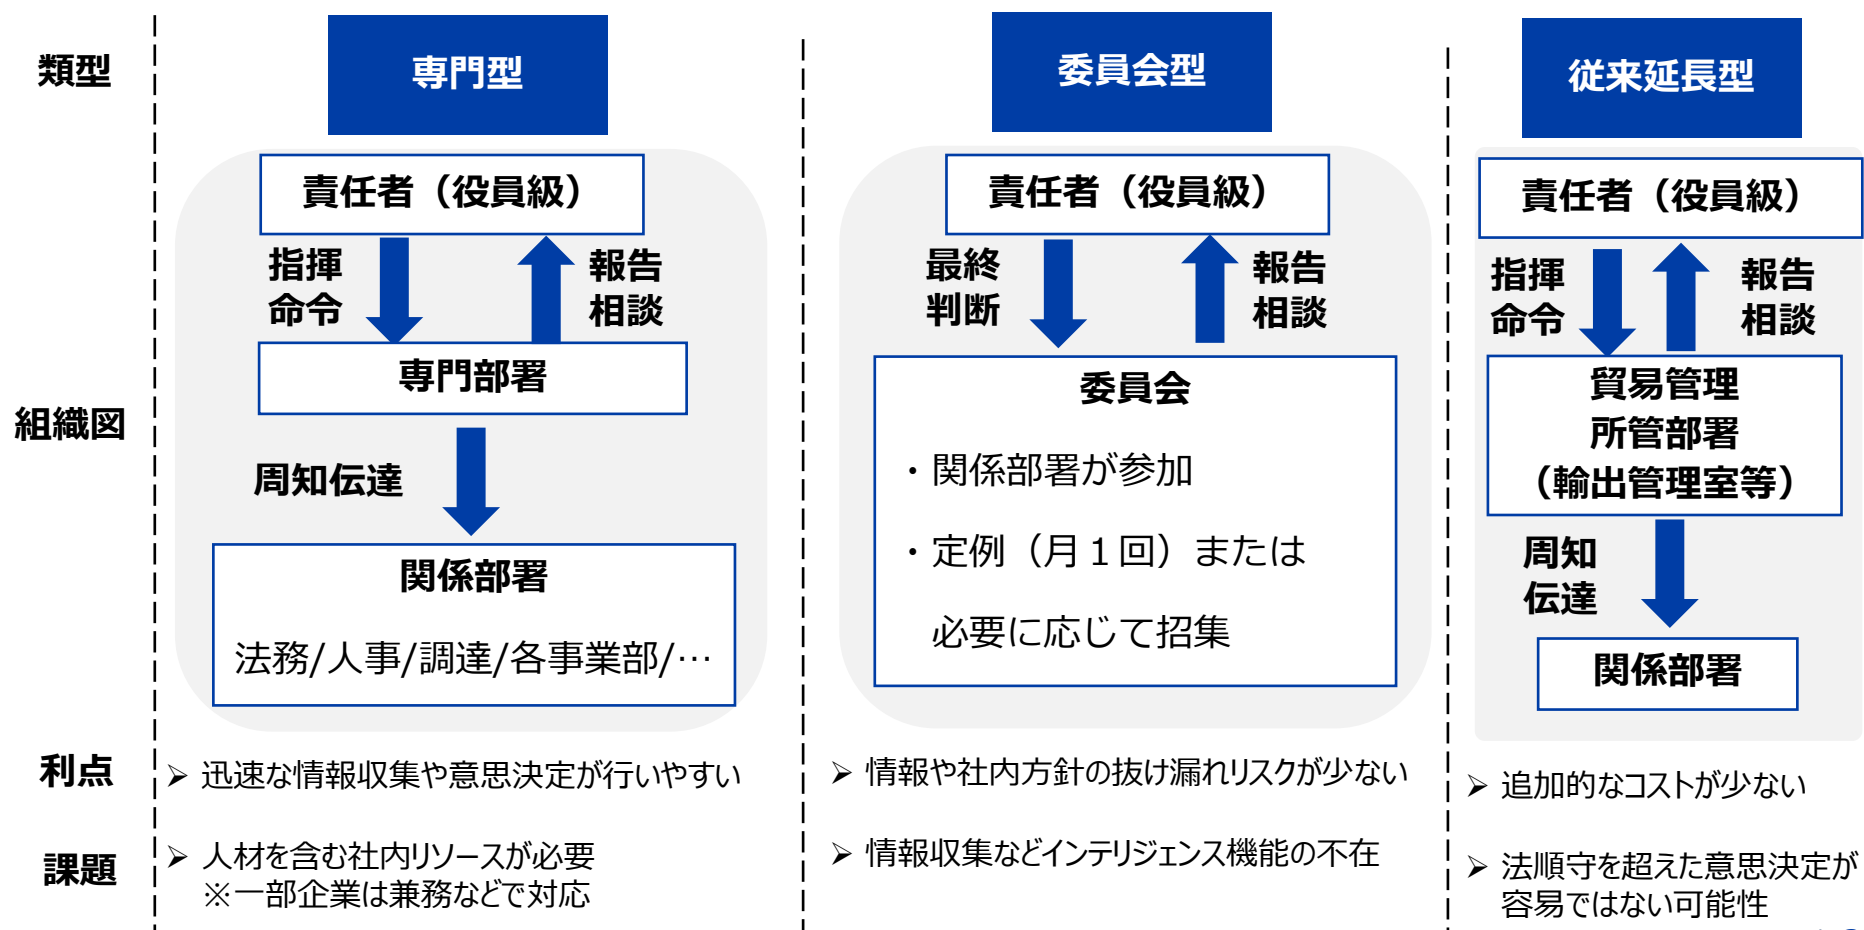 類型
専門型
委員会型
従来延長型
組織図
責任者（役員級）
指揮
命令
報告
相談
専門部署
周知伝達
関係部署
法務/人事/調達/各事業部/…
責任者（役員級）
最終
判断
報告
相談
委員会
・関係部署が参加
・定例（月１回）または
必要に応じて招集
責任者（役員級）
指揮
命令
報告
相談
貿易管理
所管部署
（輸出管理室等）
周知
伝達
関係部署
利点
➢ 迅速な情報収集や意思決定が行いやすい
➢ 情報や社内方針の抜け漏れリスクが少ない
➢ 追加的なコストが少ない
課題
➢ 人材を含む社内リソースが必要
※一部企業は兼務などで対応
➢ 情報収集などインテリジェンス機能の不在
➢ 法順守を超えた意思決定が
容易ではない可能性